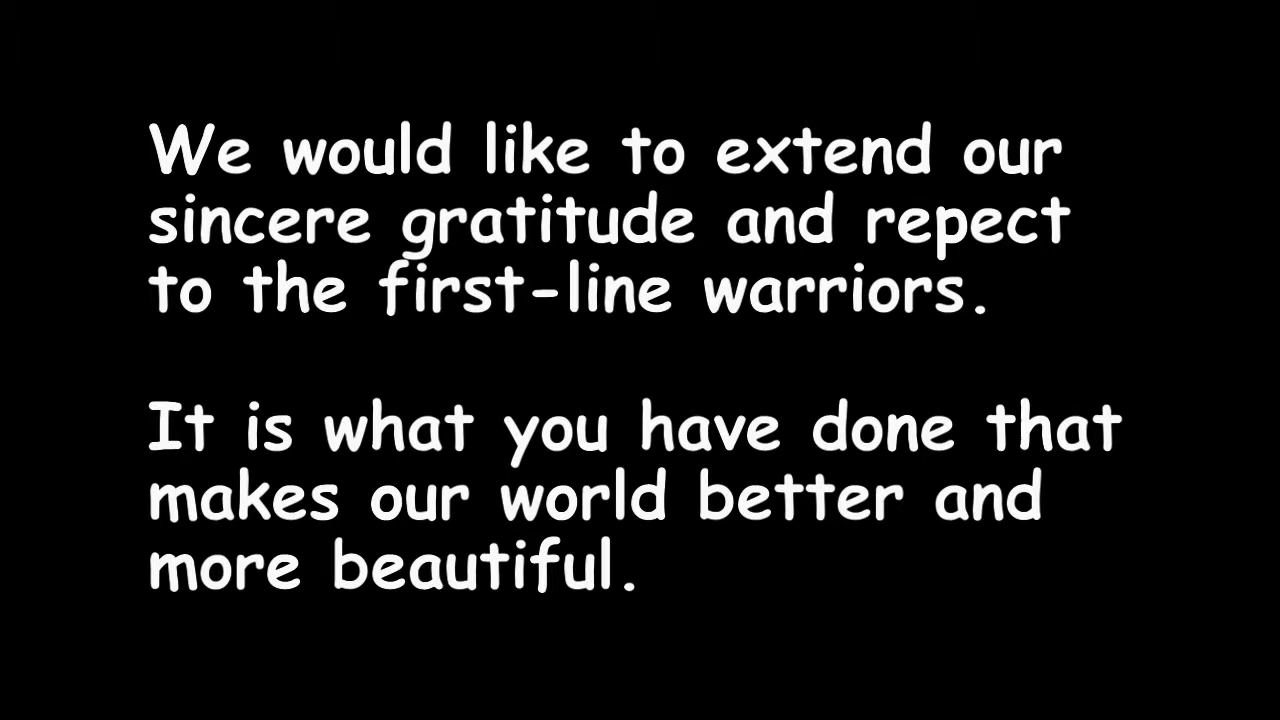 We would like to extend our
sincere gratitude and repect
to the first-line warriors.
It is what you have done that
makes our world better and
more beautiful.